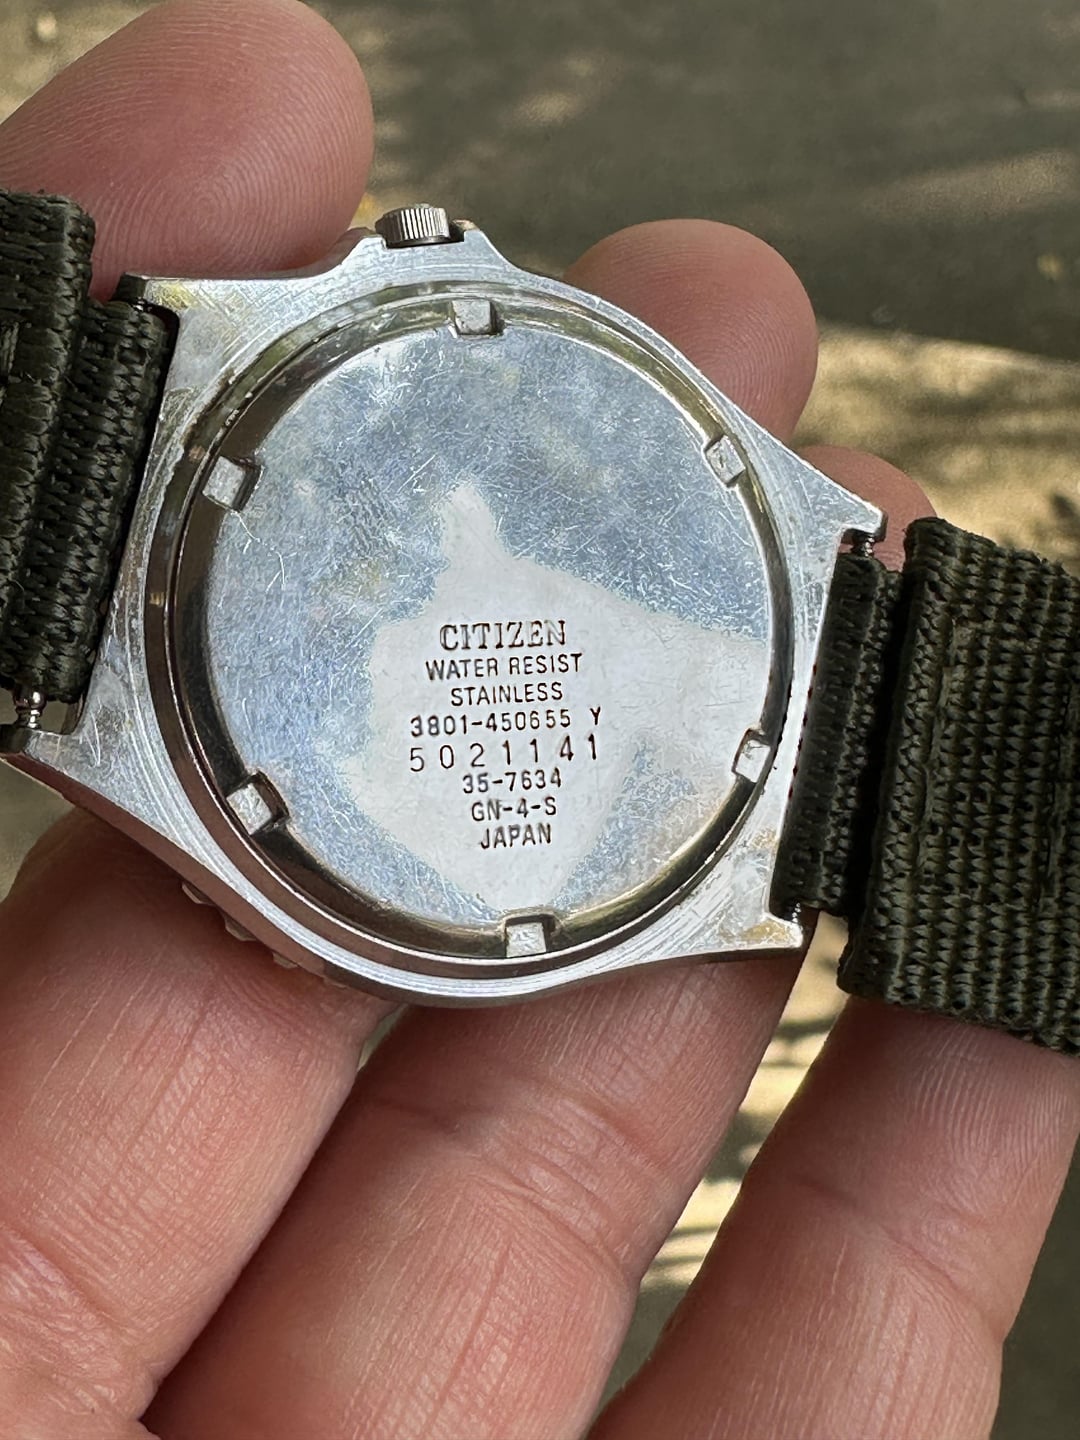 CITIZEN
WATER RESIST
STAINLESS
3801-450655 Y
5021141
35-7634
GN-4-S
JAPAN